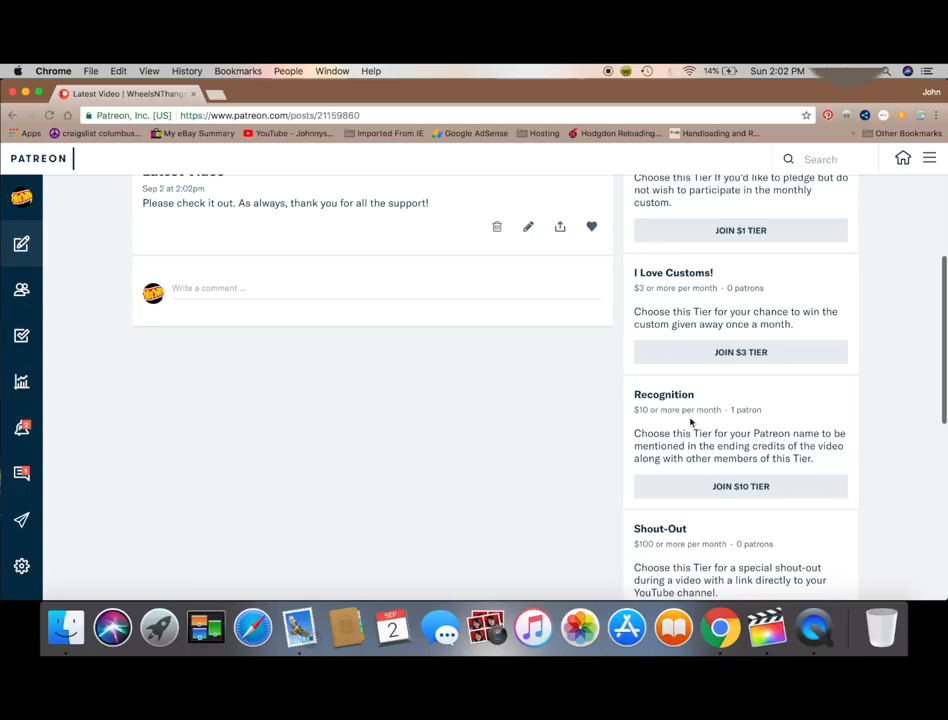 Chrome File Edit View History Bookmarks People Window Help 14% Sun 2:02 PM
Latest Video | WheelsNThang John
Patreon, Inc. [US] https://www.patreon.com/posts/21159860
Apps craigslist columbus... My eBay Summary YouTube - Johnnys... Imported From IE Google AdSense Hosting Hodgdon Reloading... Handloading and R... Other Bookmarks
PATREON Search
Latest Video
Sep 2 at 2:02pm
Please check it out. As always, thank you for all the support!
Write a comment ...
Choose this Tier If you'd like to pledge but do
not wish to participate in the monthly
custom.
JOIN $1 TIER
I Love Customs!
$3 or more per month · 0 patrons
Choose this Tier for your chance to win the
custom given away once a month.
JOIN $3 TIER
Recognition
$10 or more per month · 1 patron
Choose this Tier for your Patreon name to be
mentioned in the ending credits of the video
along with other members of this Tier.
JOIN $10 TIER
Shout-Out
$100 or more per month · 0 patrons
Choose this Tier for a special shout-out
during a video with a link directly to your
YouTube channel.
SEP
2